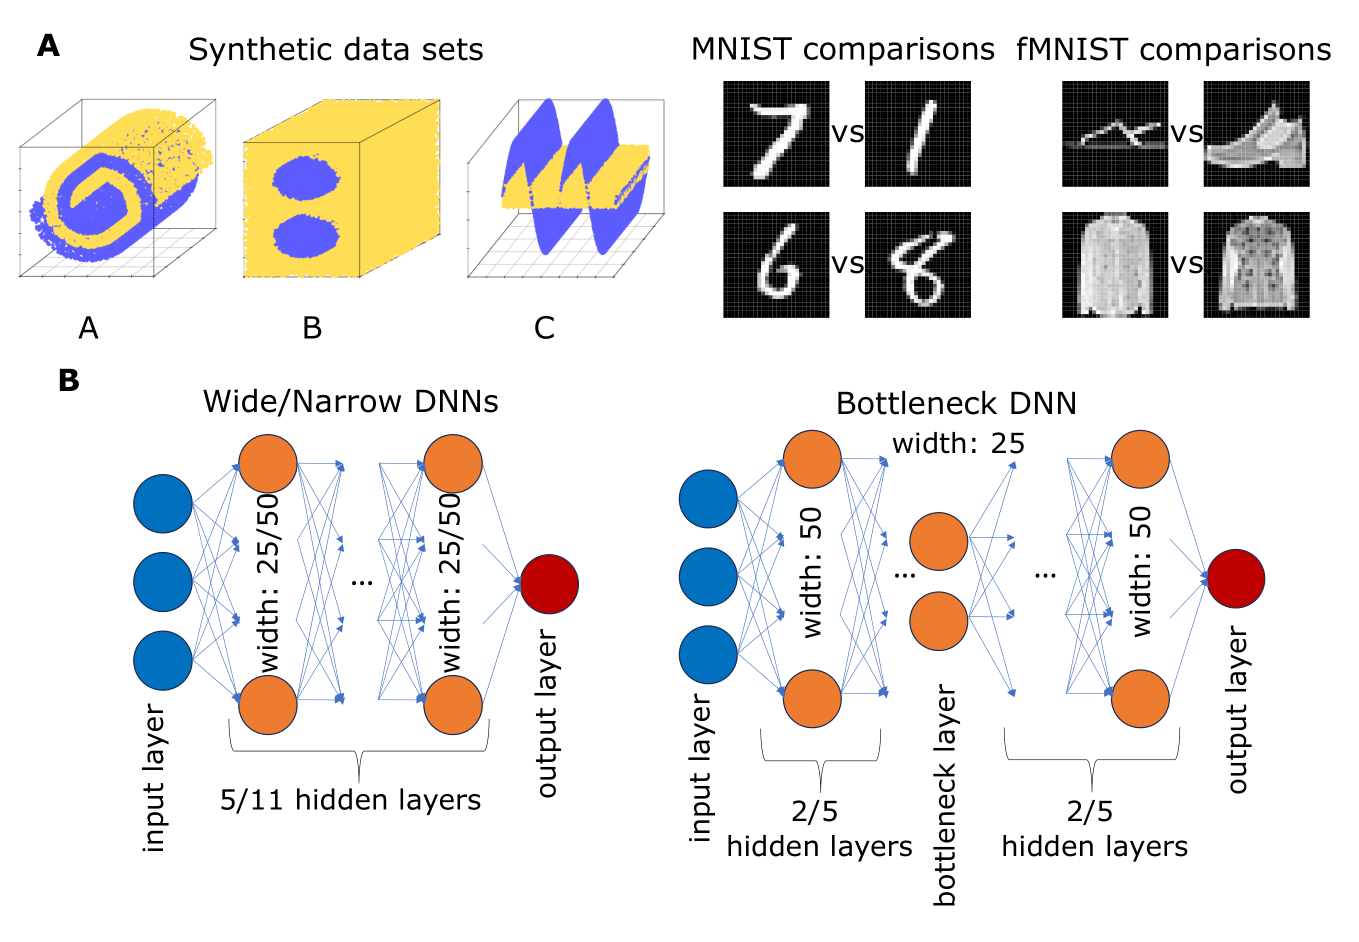 A
Synthetic data sets
MNIST comparisons
fMNIST comparisons
vs
vs
vs
vs
A
B
C
B
Wide/Narrow DNNs
width: 25/50
...
width: 25/50
input layer
5/11 hidden layers
output layer
Bottleneck DNN
width: 25
width: 50
...
...
width: 50
input layer
2/5
hidden layers
bottleneck layer
2/5
hidden layers
output layer